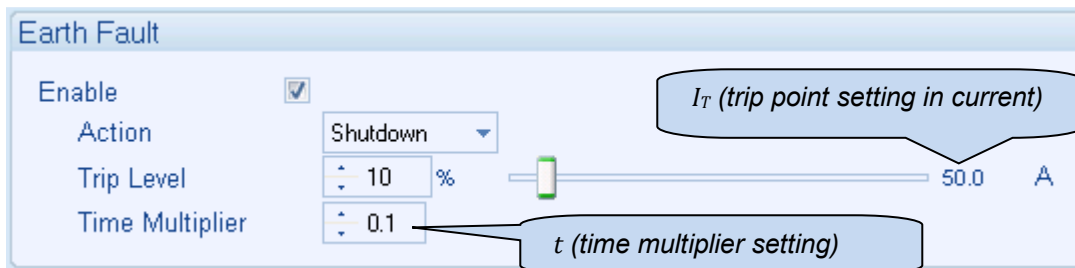 Earth Fault
Enable
I_T (trip point setting in current)
Action Shutdown
Trip Level 10 % 50.0 A
Time Multiplier 0.1
t (time multiplier setting)